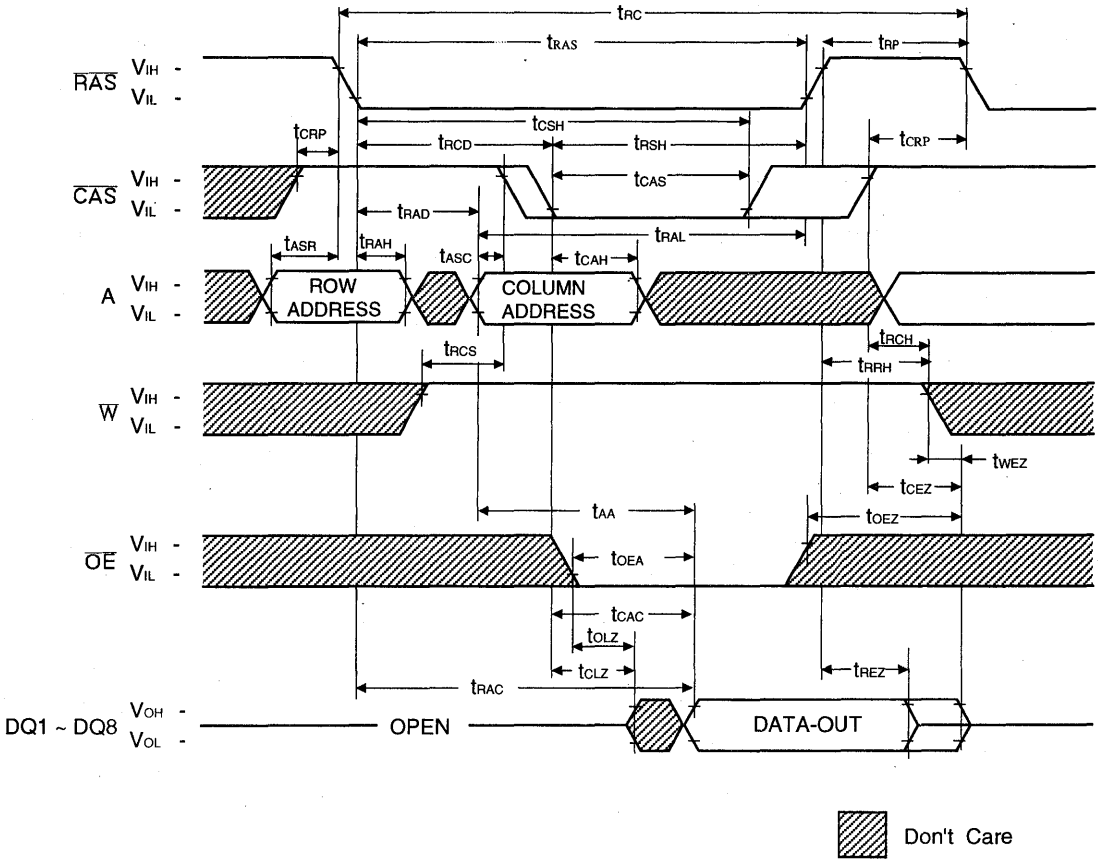 tRC
tRAS
tRP
RAS
VIH -
VIL -
tCSH
tCRP
tRCD
tRSH
tCRP
CAS
VIH -
VIL -
tCAS
tRAD
tRAL
tASR
tRAH
tASC
tCAH
A
VIH -
VIL -
ROW
ADDRESS
COLUMN
ADDRESS
tRCH
tRCS
tRRH
W
VIH -
VIL -
tWEZ
tCEZ
tAA
tOEZ
OE
VIH -
VIL -
tOEA
tCAC
tOLZ
tCLZ
tREZ
tRAC
DQ1 ~ DQ8
VOH -
VOL -
OPEN
DATA-OUT
Don't Care